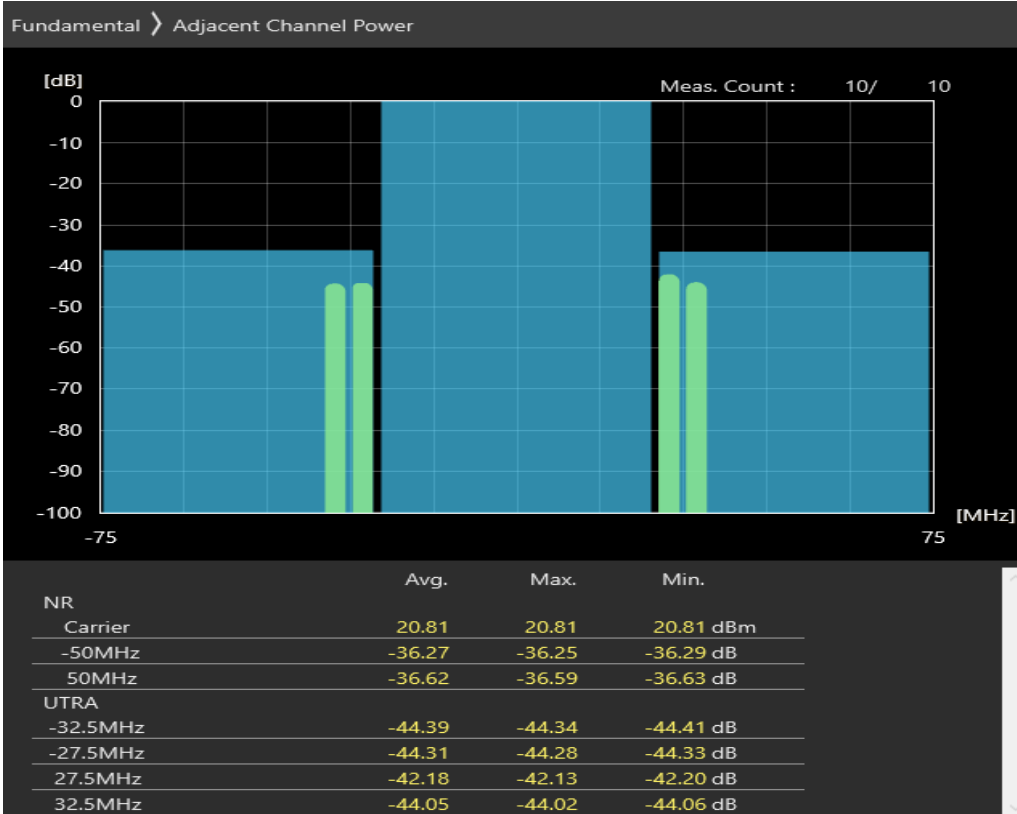 Fundamental ❯ Adjacent Channel Power
[dB]
Meas. Count : 10/ 10
0
-10
-20
-30
-40
-50
-60
-70
-80
-90
-100
[MHz]
-75 75
Avg. Max. Min.
NR
Carrier 20.81 20.81 20.81 dBm
-50MHz -36.27 -36.25 -36.29 dB
50MHz -36.62 -36.59 -36.63 dB
UTRA
-32.5MHz -44.39 -44.34 -44.41 dB
-27.5MHz -44.31 -44.28 -44.33 dB
27.5MHz -42.18 -42.13 -42.20 dB
32.5MHz -44.05 -44.02 -44.06 dB